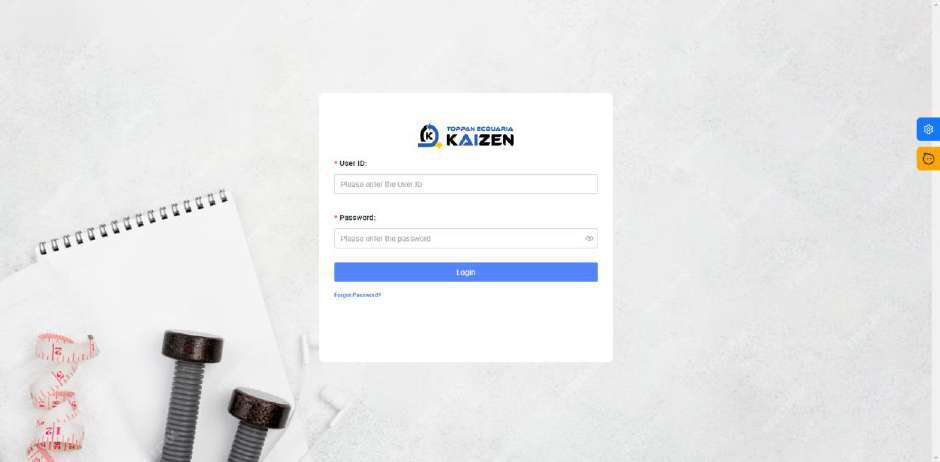 TOPPAN ECQUARIA
KAIZEN
* User ID:
Please enter the User ID
* Password:
Please enter the password
Login
Forgot Password?